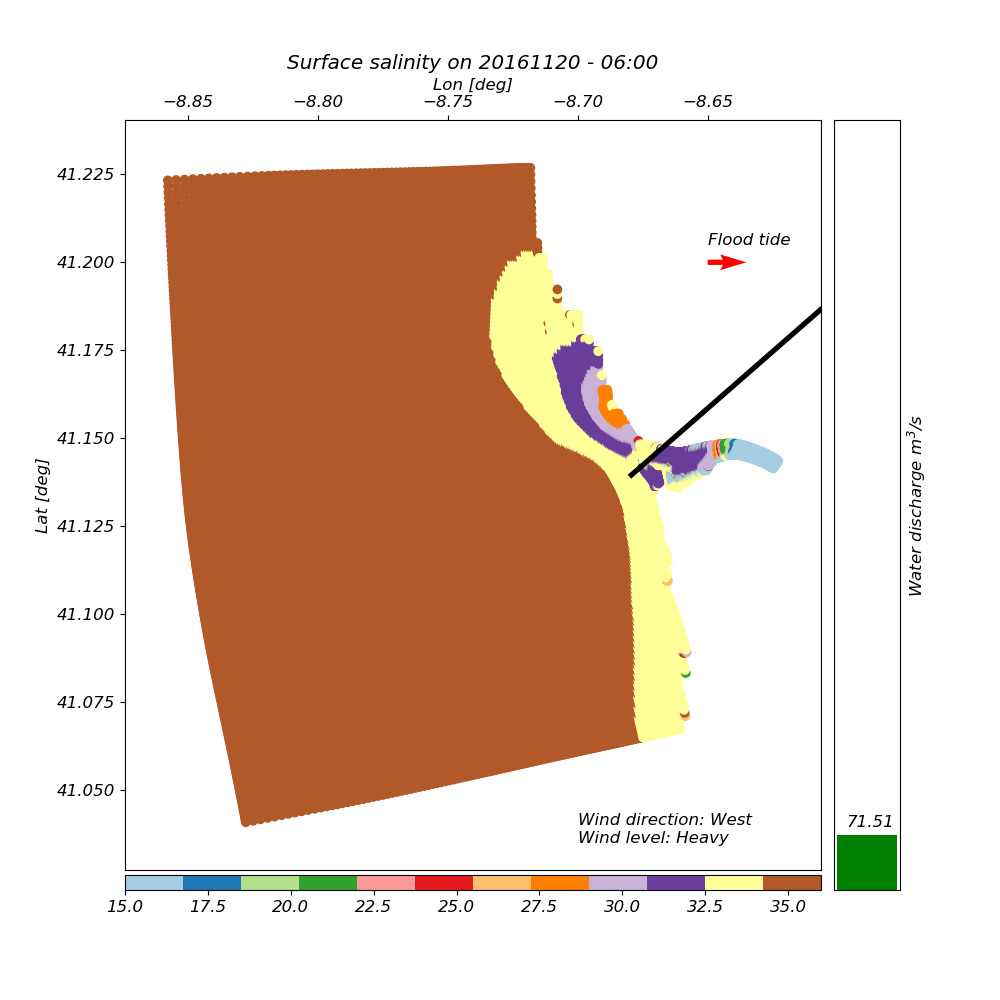 Surface salinity on 20161120 - 06:00
Lon [deg]
−8.85 −8.80 −8.75 −8.70 −8.65
41.225
41.200
41.175
41.150
41.125
41.100
41.075
41.050
Lat [deg]
Flood tide
Wind direction: West
Wind level: Heavy
15.0 17.5 20.0 22.5 25.0 27.5 30.0 32.5 35.0
71.51
Water discharge m³/s